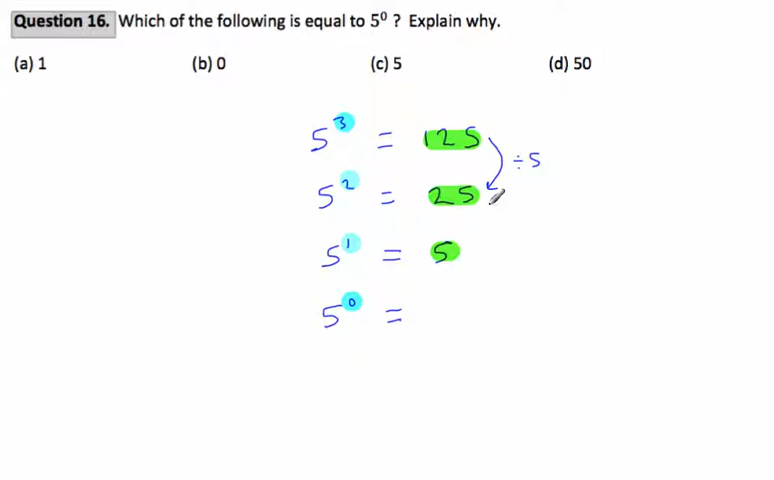 Question 16. Which of the following is equal to 5⁰ ? Explain why.
(a) 1 (b) 0 (c) 5 (d) 50
5³ = 125
÷5
5² = 25
5¹ = 5
5⁰ =